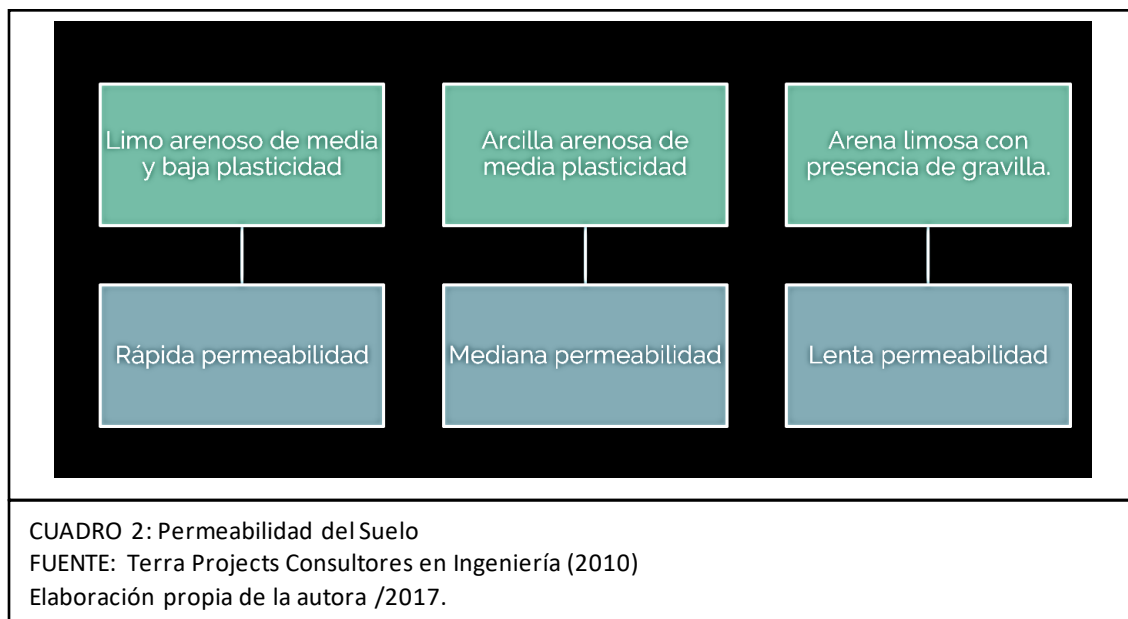 Limo arenoso de media
y baja plasticidad
Arcilla arenosa de
media plasticidad
Arena limosa con
presencia de gravilla.
Rápida permeabilidad
Mediana permeabilidad
Lenta permeabilidad
CUADRO 2: Permeabilidad del Suelo
FUENTE: Terra Projects Consultores en Ingeniería (2010)
Elaboración propia de la autora /2017.